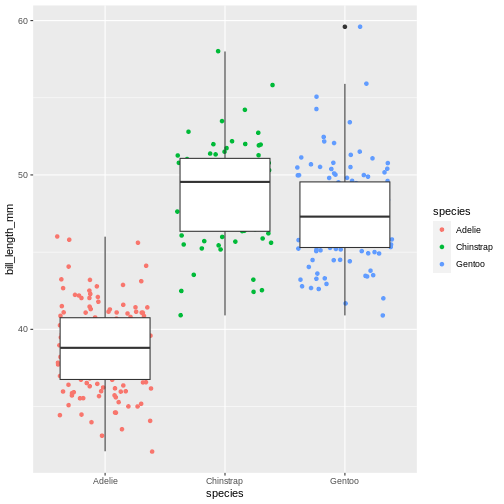 60
50
40
bill_length_mm
Adelie
Chinstrap
Gentoo
species
species
Adelie
Chinstrap
Gentoo